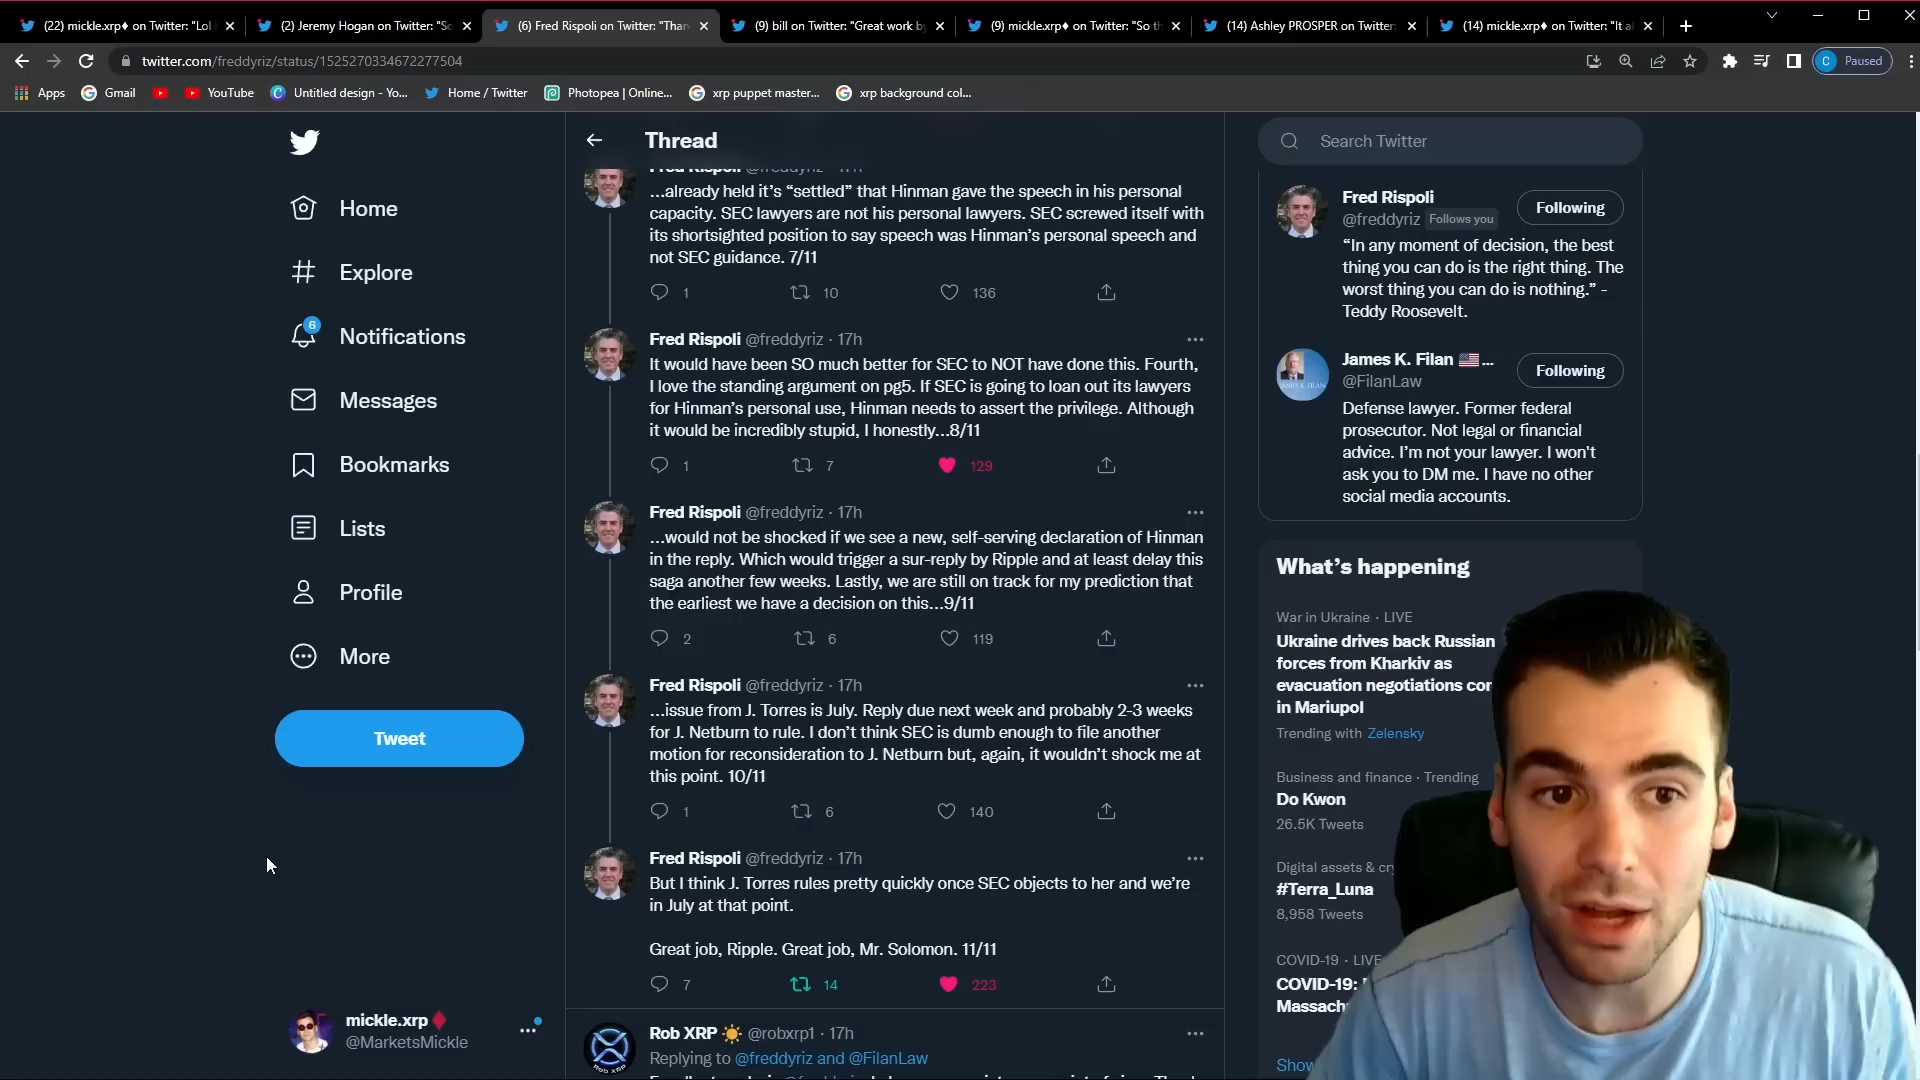 (22) mickle.xrp♦ on Twitter: "Lol
(2) Jeremy Hogan on Twitter: "So
(6) Fred Rispoli on Twitter: "Than
(9) bill on Twitter: "Great work by
(9) mickle.xrp♦ on Twitter: "So th
(14) Ashley PROSPER on Twitter:
(14) mickle.xrp♦ on Twitter: "It al
twitter.com/freddyriz/status/1525270334672277504
C Paused
Apps
Gmail
YouTube
Untitled design - Yo...
Home / Twitter
Photopea | Online...
xrp puppet master...
xrp background col...
Home
Explore
6
Notifications
Messages
Bookmarks
Lists
Profile
More
Tweet
mickle.xrp♦
@MarketsMickle
Thread
Fred Rispoli @freddyriz · 17h
…already held it’s “settled” that Hinman gave the speech in his personal
capacity. SEC lawyers are not his personal lawyers. SEC screwed itself with
its shortsighted position to say speech was Hinman’s personal speech and
not SEC guidance. 7/11
1 10 136
Fred Rispoli @freddyriz · 17h
It would have been SO much better for SEC to NOT have done this. Fourth,
I love the standing argument on pg5. If SEC is going to loan out its lawyers
for Hinman’s personal use, Hinman needs to assert the privilege. Although
it would be incredibly stupid, I honestly…8/11
1 7 129
Fred Rispoli @freddyriz · 17h
…would not be shocked if we see a new, self-serving declaration of Hinman
in the reply. Which would trigger a sur-reply by Ripple and at least delay this
saga another few weeks. Lastly, we are still on track for my prediction that
the earliest we have a decision on this…9/11
2 6 119
Fred Rispoli @freddyriz · 17h
…issue from J. Torres is July. Reply due next week and probably 2-3 weeks
for J. Netburn to rule. I don’t think SEC is dumb enough to file another
motion for reconsideration to J. Netburn but, again, it wouldn’t shock me at
this point. 10/11
1 6 140
Fred Rispoli @freddyriz · 17h
But I think J. Torres rules pretty quickly once SEC objects to her and we’re
in July at that point.
Great job, Ripple. Great job, Mr. Solomon. 11/11
7 14 223
Rob XRP ☀ @robxrp1 · 17h
ROB XRP
Replying to @freddyriz and @FilanLaw
Search Twitter
Fred Rispoli
@freddyriz Follows you
Following
“In any moment of decision, the best
thing you can do is the right thing. The
worst thing you can do is nothing.” -
Teddy Roosevelt.
James K. Filan 🇺🇸...
@FilanLaw
Following
Defense lawyer. Former federal
prosecutor. Not legal or financial
advice. I’m not your lawyer. I won't
ask you to DM me. I have no other
social media accounts.
What’s happening
War in Ukraine · LIVE
Ukraine drives back Russian
forces from Kharkiv as
evacuation negotiations con
in Mariupol
Trending with Zelensky
Business and finance · Trending
Do Kwon
26.5K Tweets
Digital assets & cr
#Terra_Luna
8,958 Tweets
COVID-19 · LIVE
COVID-19:
Massach
Show